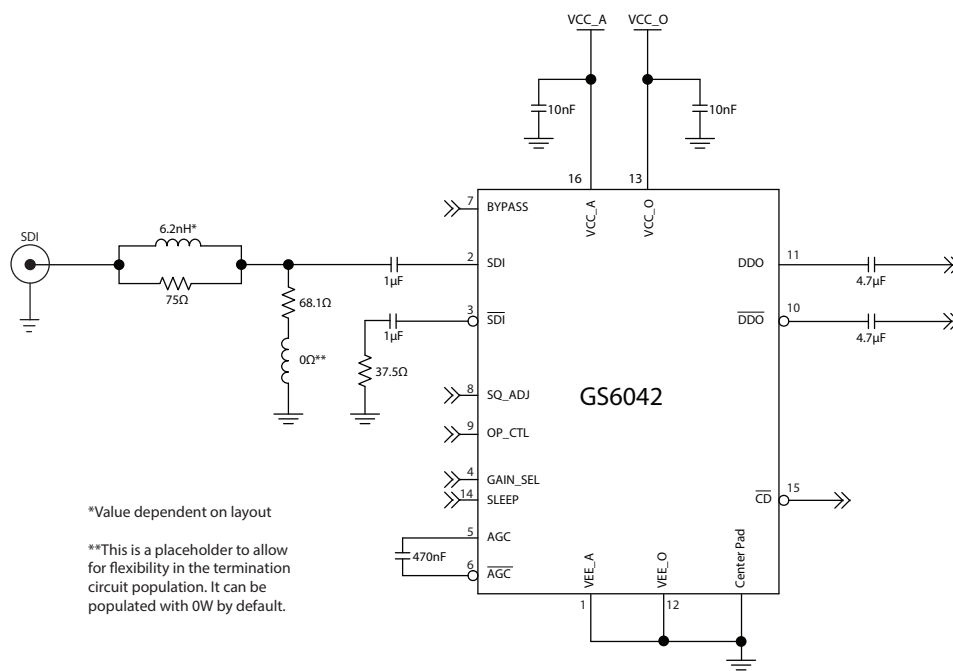 VCC_A
VCC_O
10nF
10nF
16
13
7
BYPASS
VCC_A
VCC_O
SDI
6.2nH*
75Ω
68.1Ω
0Ω**
1µF
2
SDI
3
SDI
1µF
37.5Ω
DDO
11
4.7µF
DDO
10
4.7µF
8
SQ_ADJ
9
OP_CTL
GS6042
4
GAIN_SEL
14
SLEEP
CD
15
5
AGC
470nF
6
AGC
VEE_A
VEE_O
Center Pad
1
12
*Value dependent on layout
**This is a placeholder to allow
for flexibility in the termination
circuit population. It can be
populated with 0W by default.